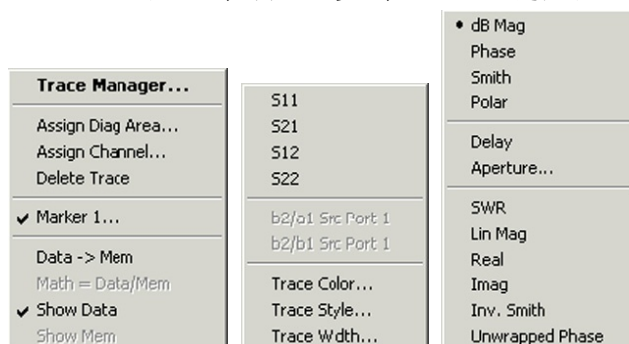 Trace Manager...
Assign Diag Area...
Assign Channel...
Delete Trace
Marker 1...
Data -> Mem
Math = Data/Mem
Show Data
Show Mem
S11
S21
S12
S22
b2/a1 Src Port 1
b2/b1 Src Port 1
Trace Color...
Trace Style...
Trace Wdth...
dB Mag
Phase
Smith
Polar
Delay
Aperture...
SWR
Lin Mag
Real
Imag
Inv. Smith
Unwrapped Phase